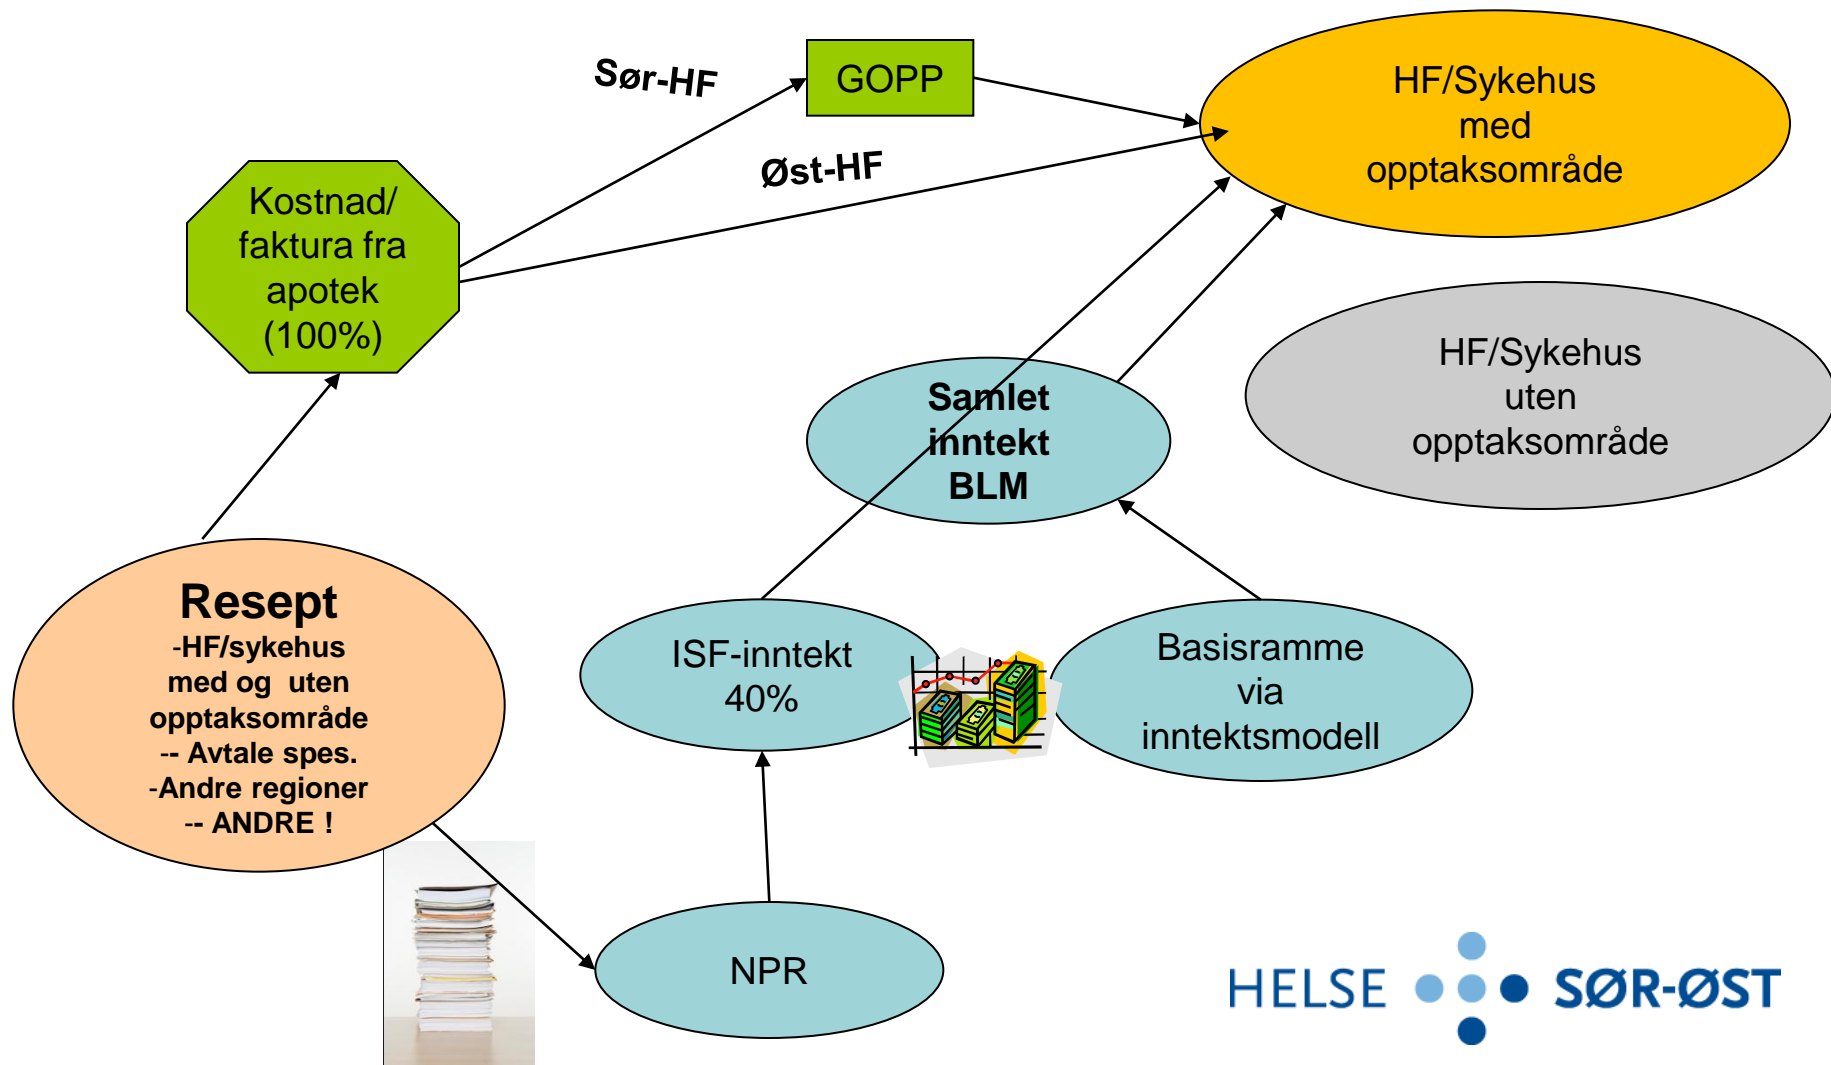 Sør-HF
GOPP
HF/Sykehus
med
opptaksområde
Øst-HF
Kostnad/
faktura fra
apotek
(100%)
HF/Sykehus
uten
opptaksområde
Samlet
inntekt
BLM
Resept
-HF/sykehus
med og uten
opptaksområde
-- Avtale spes.
-Andre regioner
-- ANDRE !
ISF-inntekt
40%
Basisramme
via
inntektsmodell
NPR
HELSE SØR-ØST